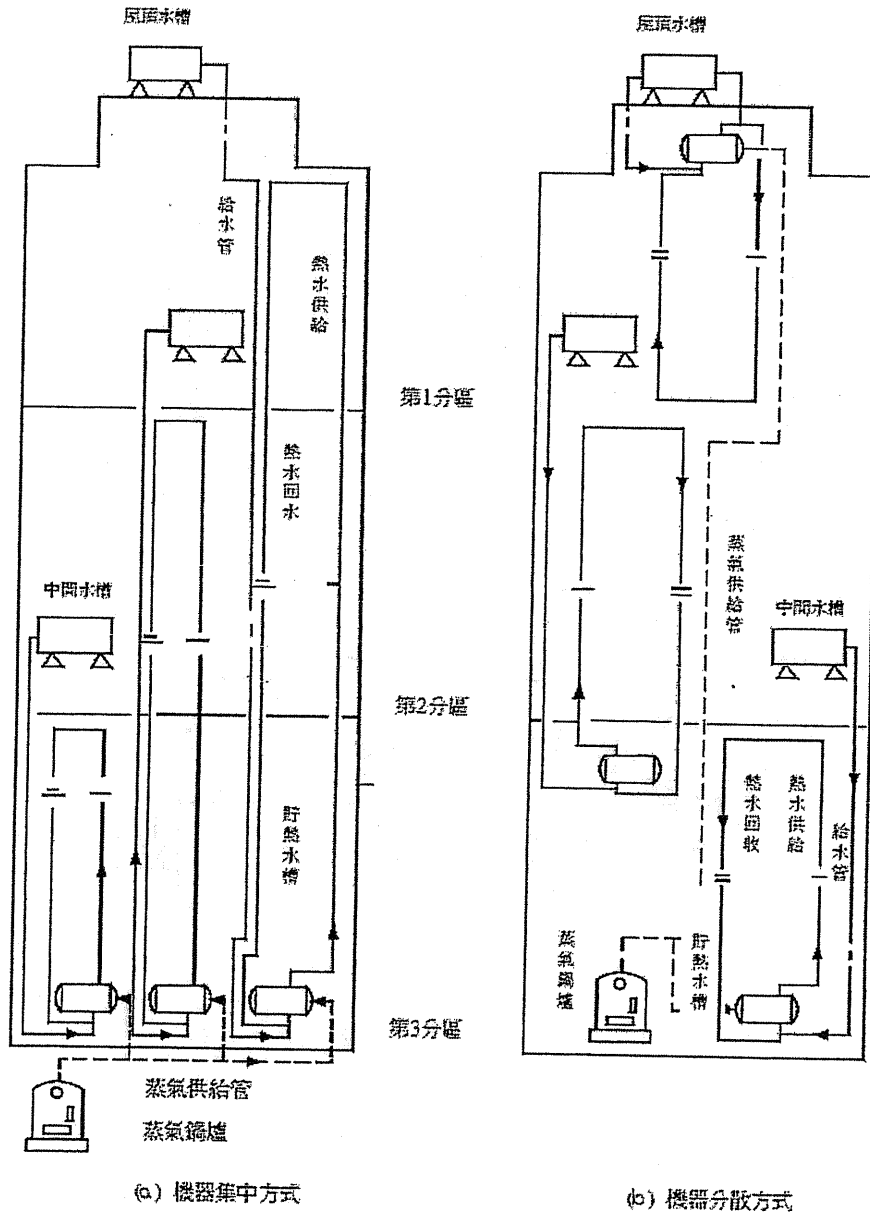 屋頂水槽
給水管
熱水供給
第1分區
熱水回水
中間水槽
第2分區
貯熱水槽
第3分區
蒸氣供給管
蒸氣鍋爐
(a) 機器集中方式
屋頂水槽
蒸氣供給管
中間水槽
熱水回收
熱水供給
給水管
蒸氣鍋爐
貯熱水槽
(b) 機器分散方式